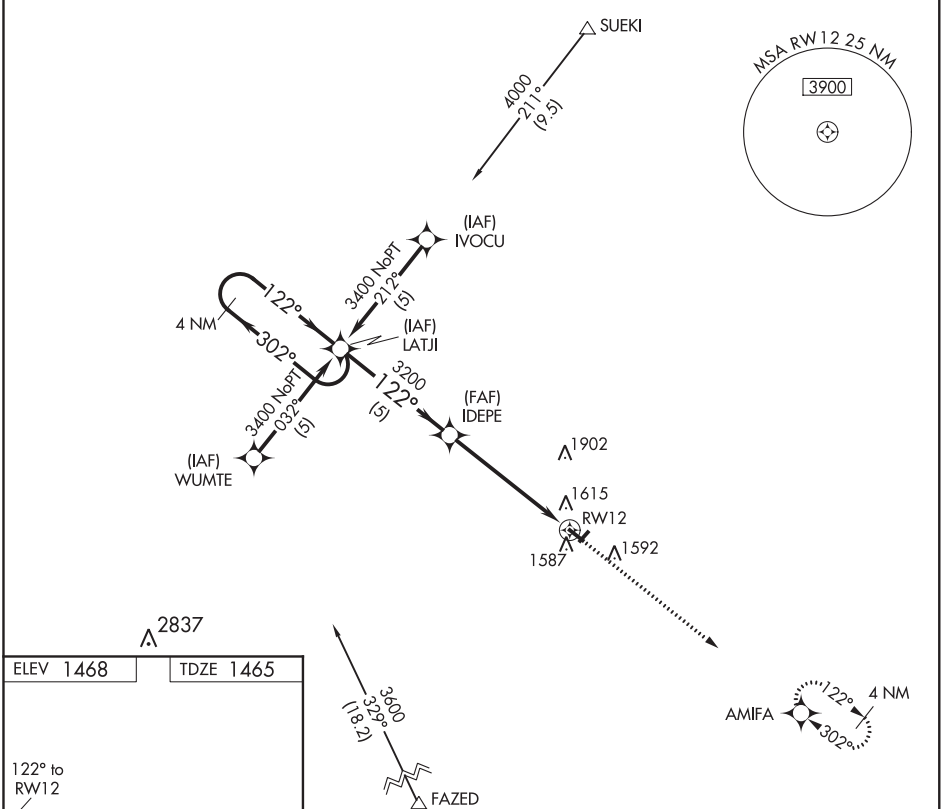 SUEKI
4000
211°
(9.5)
MSA RW12 25 NM
3900
(IAF)
IVOCU
3400 NoPT
212°
(5)
122°
4 NM
302°
(IAF)
LATJI
3400 NoPT
032°
(5)
3200
122°
(5)
(FAF)
IDEPE
(IAF)
WUMTE
1902
1615
RW12
1587
1592
2837
ELEV 1468
TDZE 1465
122° to
RW12
3600
329°
(18.2)
FAZED
AMIFA
122°
302°
4 NM